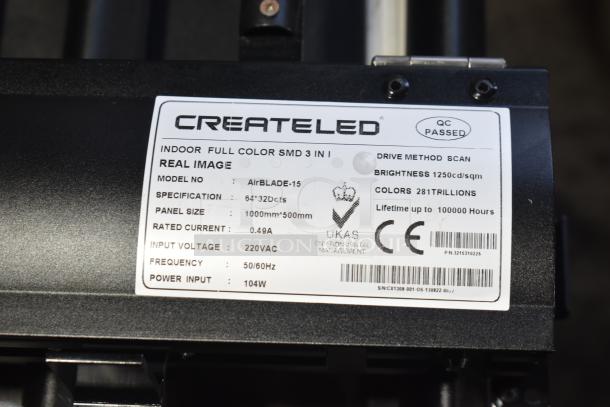 CREATELED®
QC PASSED
INDOOR FULL COLOR SMD 3 IN 1
REAL IMAGE
MODEL NO : AirBLADE-15
SPECIFICATION : 64*32Dots
PANEL SIZE : 1000mm*500mm
RATED CURRENT : 0.49A
INPUT VOLTAGE : 220VAC
FREQUENCY : 50/60Hz
POWER INPUT : 104W
DRIVE METHOD SCAN
BRIGHTNESS 1250cd/sqm
COLORS 281TRILLIONS
Lifetime up to 100000 Hours
UKAS
MANAGEMENT
CE